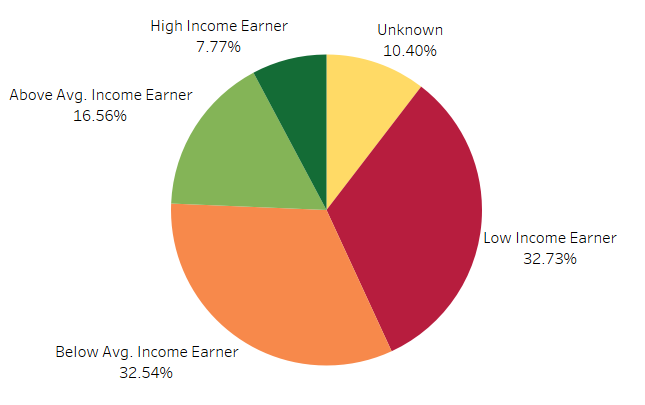 High Income Earner
7.77%
Unknown
10.40%
Above Avg. Income Earner
16.56%
Low Income Earner
32.73%
Below Avg. Income Earner
32.54%